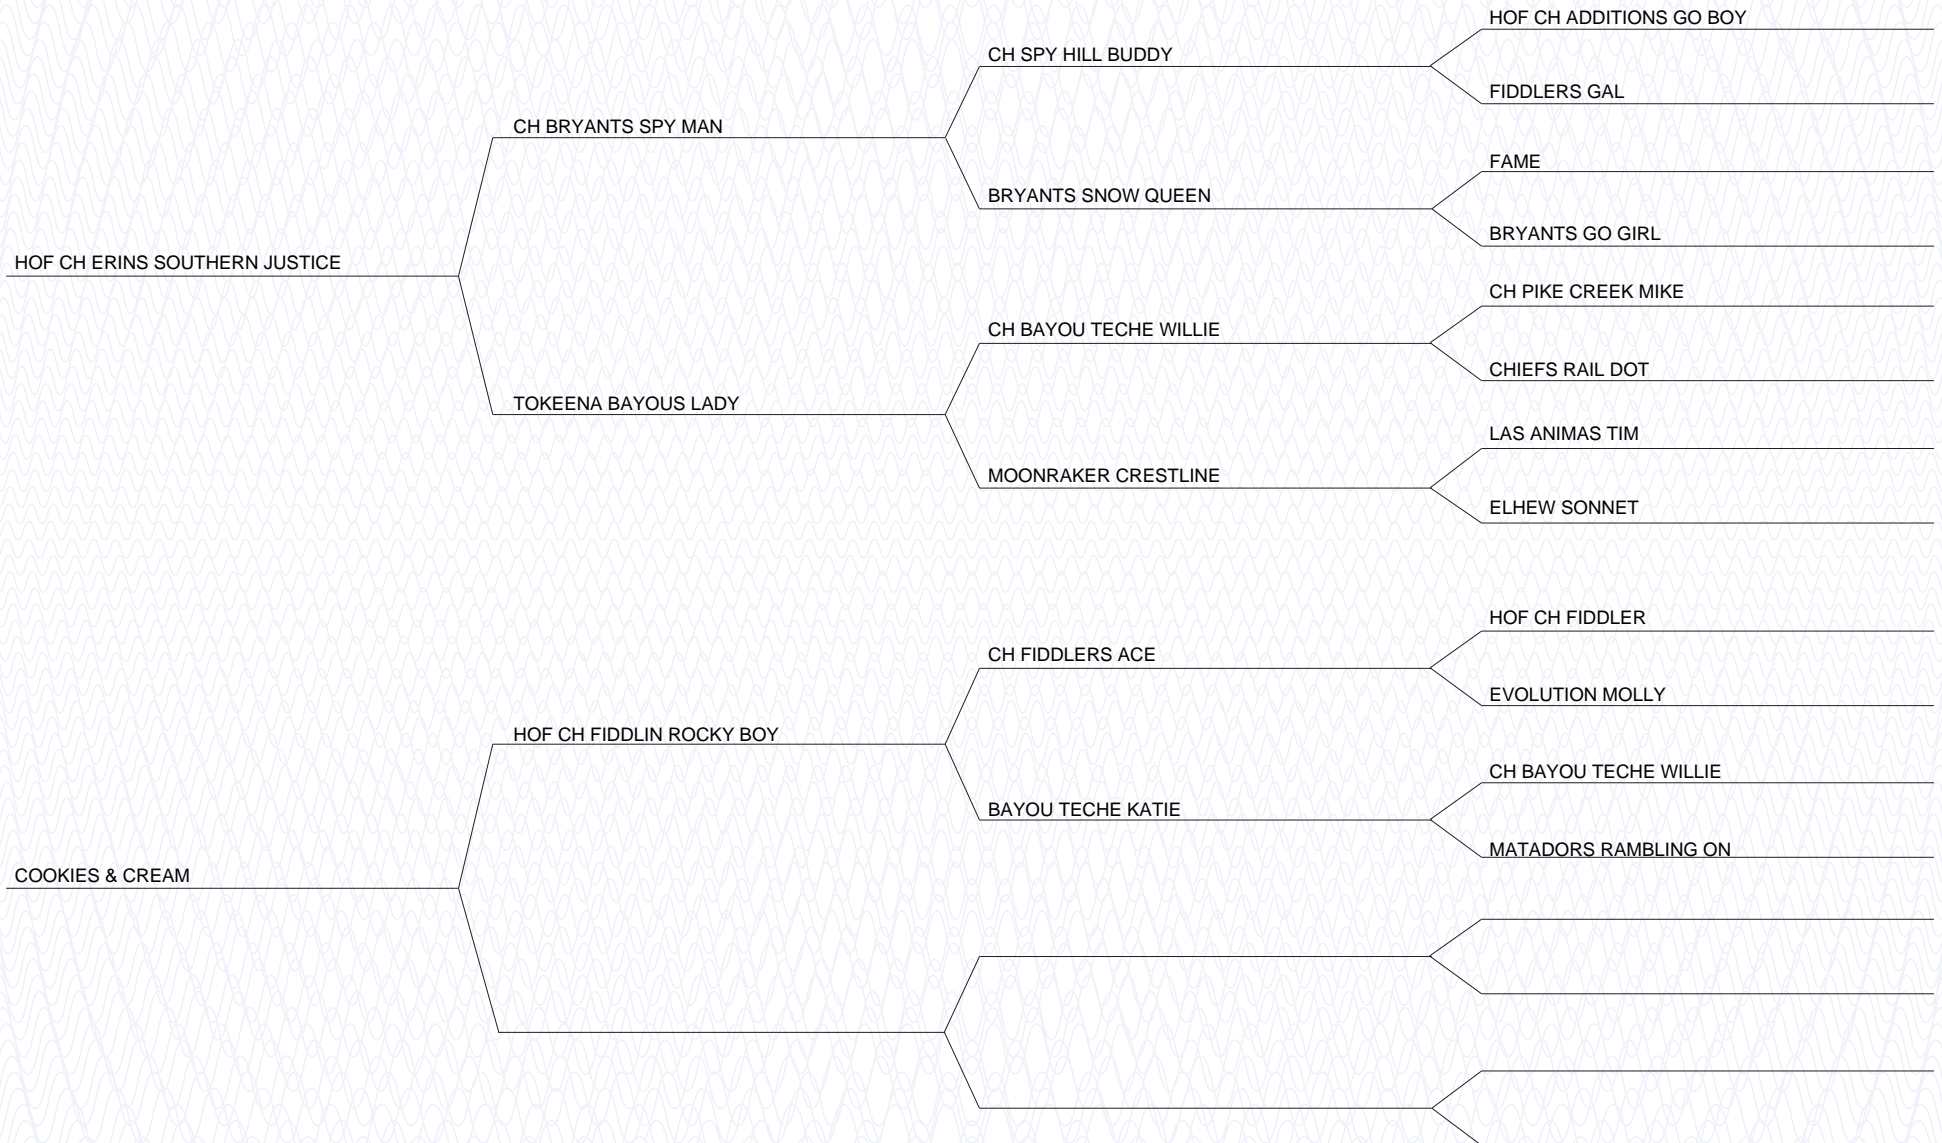 HOF CH ADDITIONS GO BOY
CH SPY HILL BUDDY
FIDDLERS GAL
CH BRYANTS SPY MAN
FAME
BRYANTS SNOW QUEEN
BRYANTS GO GIRL
HOF CH ERINS SOUTHERN JUSTICE
CH PIKE CREEK MIKE
CH BAYOU TECHE WILLIE
CHIEFS RAIL DOT
TOKEENA BAYOUS LADY
LAS ANIMAS TIM
MOONRAKER CRESTLINE
ELHEW SONNET
HOF CH FIDDLER
CH FIDDLERS ACE
EVOLUTION MOLLY
HOF CH FIDDLIN ROCKY BOY
CH BAYOU TECHE WILLIE
BAYOU TECHE KATIE
MATADORS RAMBLING ON
COOKIES & CREAM